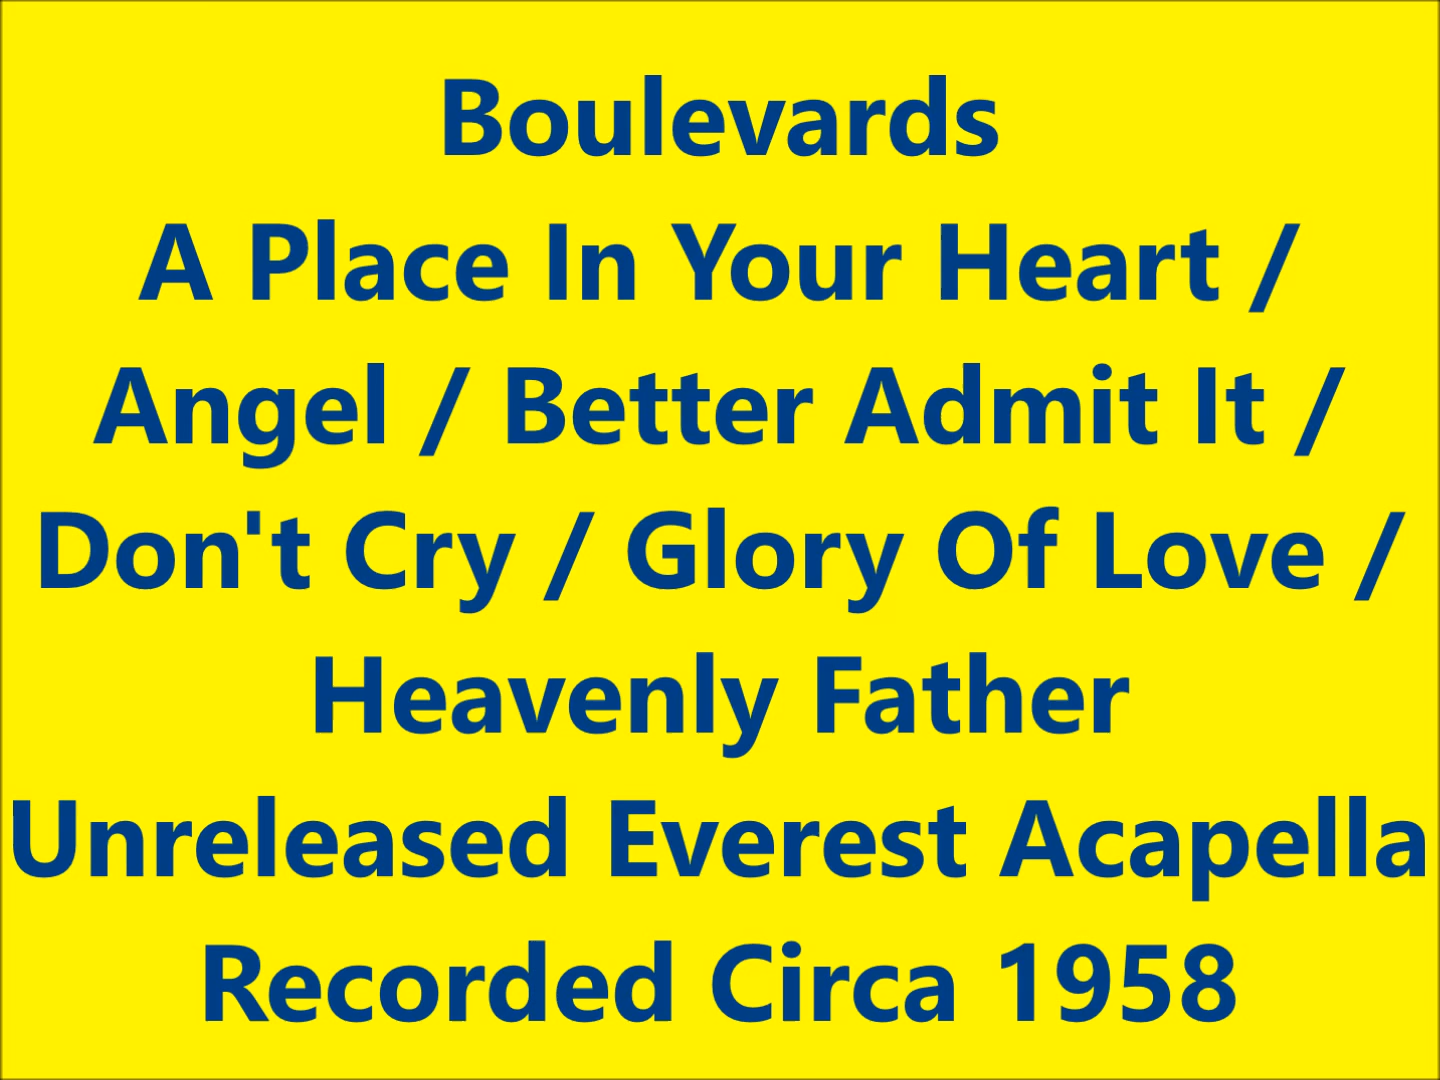 Boulevards
A Place In Your Heart /
Angel / Better Admit It /
Don't Cry / Glory Of Love /
Heavenly Father
Unreleased Everest Acapella
Recorded Circa 1958